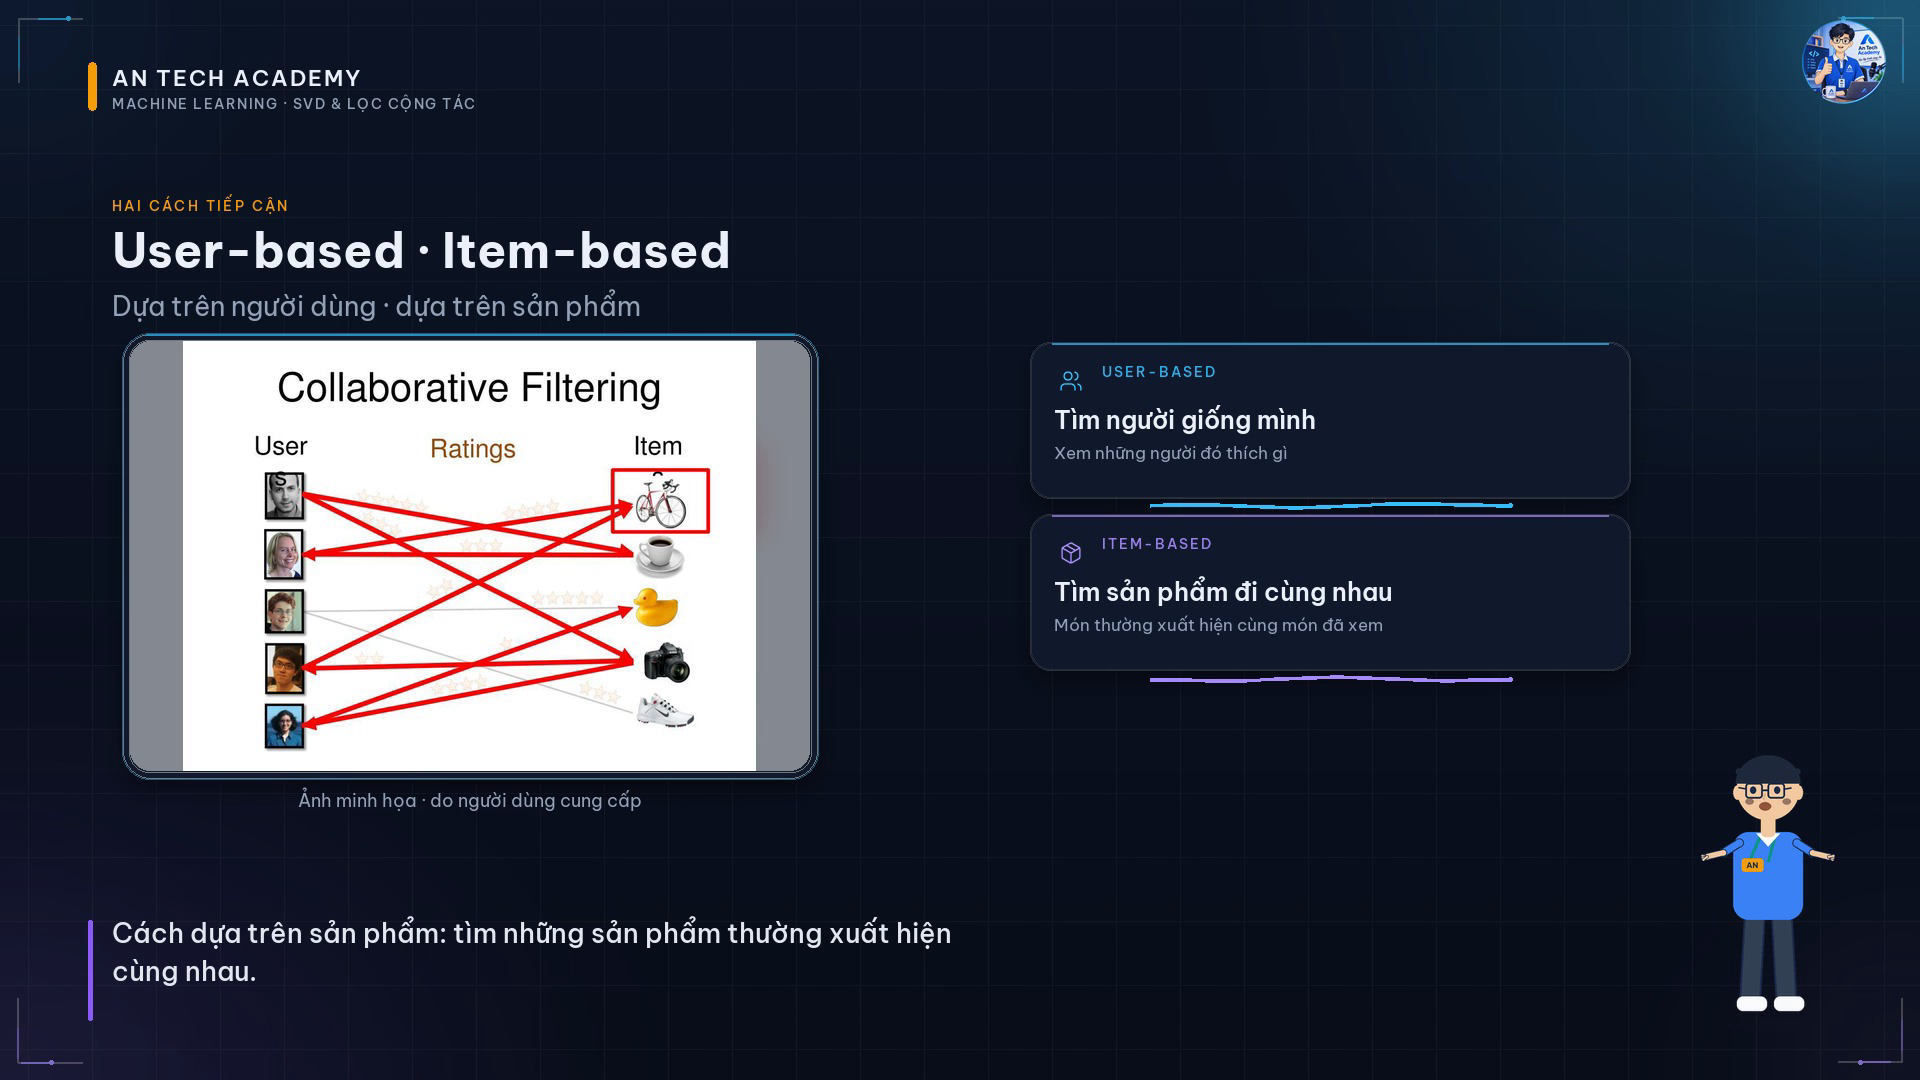 AN TECH ACADEMY
MACHINE LEARNING · SVD & LỌC CỘNG TÁC
An Tech
Academy
HAI CÁCH TIẾP CẬN
User-based · Item-based
Dựa trên người dùng · dựa trên sản phẩm
Collaborative Filtering
User
s
Ratings
Item
Ảnh minh họa · do người dùng cung cấp
USER-BASED
Tìm người giống mình
Xem những người đó thích gì
ITEM-BASED
Tìm sản phẩm đi cùng nhau
Món thường xuất hiện cùng món đã xem
AN
Cách dựa trên sản phẩm: tìm những sản phẩm thường xuất hiện
cùng nhau.